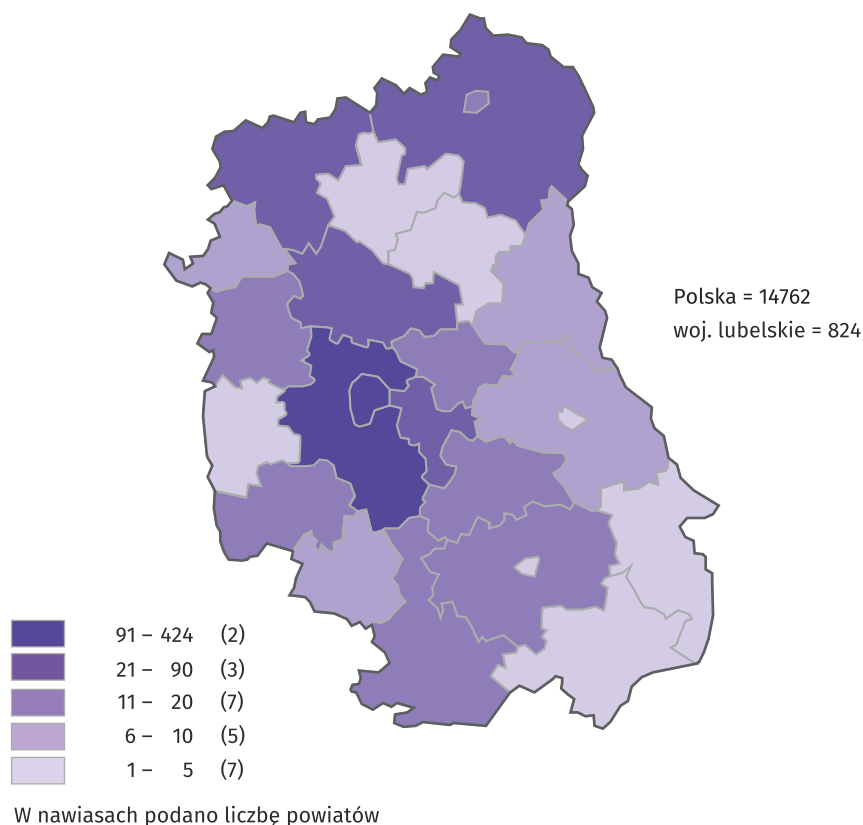 Polska = 14762
woj. lubelskie = 824
91 – 424 (2)
21 – 90 (3)
11 – 20 (7)
6 – 10 (5)
1 – 5 (7)
W nawiasach podano liczbę powiatów